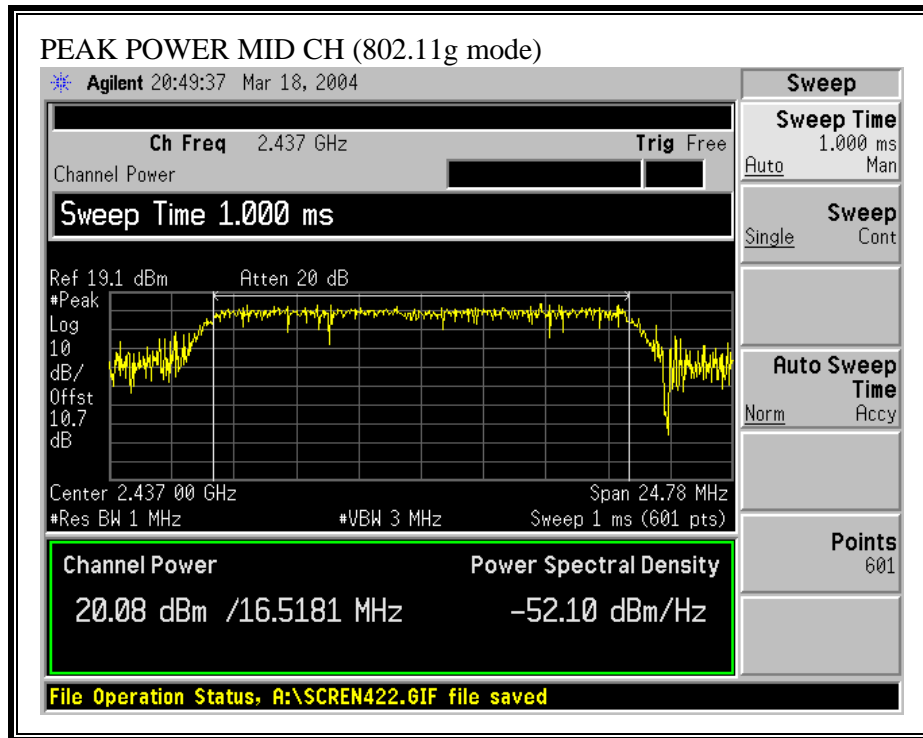 PEAK POWER MID CH (802.11g mode)
Agilent 20:49:37 Mar 18, 2004
Ch Freq 2.437 GHz Trig Free
Channel Power
Sweep Time 1.000 ms
Ref 19.1 dBm Atten 20 dB
#Peak
Log
10
dB/
Offst
10.7
dB
Center 2.437 00 GHz Span 24.78 MHz
#Res BW 1 MHz #VBW 3 MHz Sweep 1 ms (601 pts)
Channel Power Power Spectral Density
20.08 dBm /16.5181 MHz -52.10 dBm/Hz
File Operation Status, A:\SCREN422.GIF file saved
Sweep
Sweep Time
1.000 ms
Auto Man
Sweep
Single Cont
Auto Sweep
Time
Norm Accy
Points
601